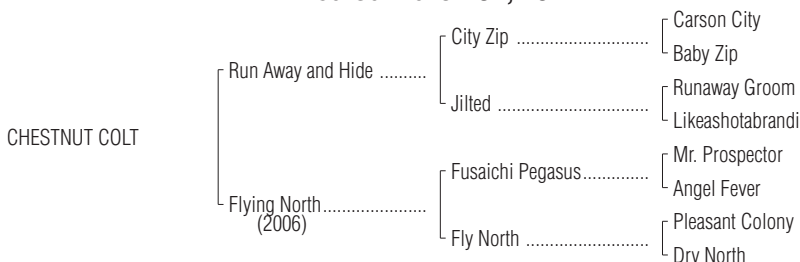 City Zip ..............................
Carson City
Baby Zip
Run Away and Hide ..........
Jilted ..................................
Runaway Groom
Likeashotabrandi
CHESTNUT COLT
Fusaichi Pegasus...............
Mr. Prospector
Angel Fever
Flying North.......................
(2006)
Fly North ............................
Pleasant Colony
Dry North